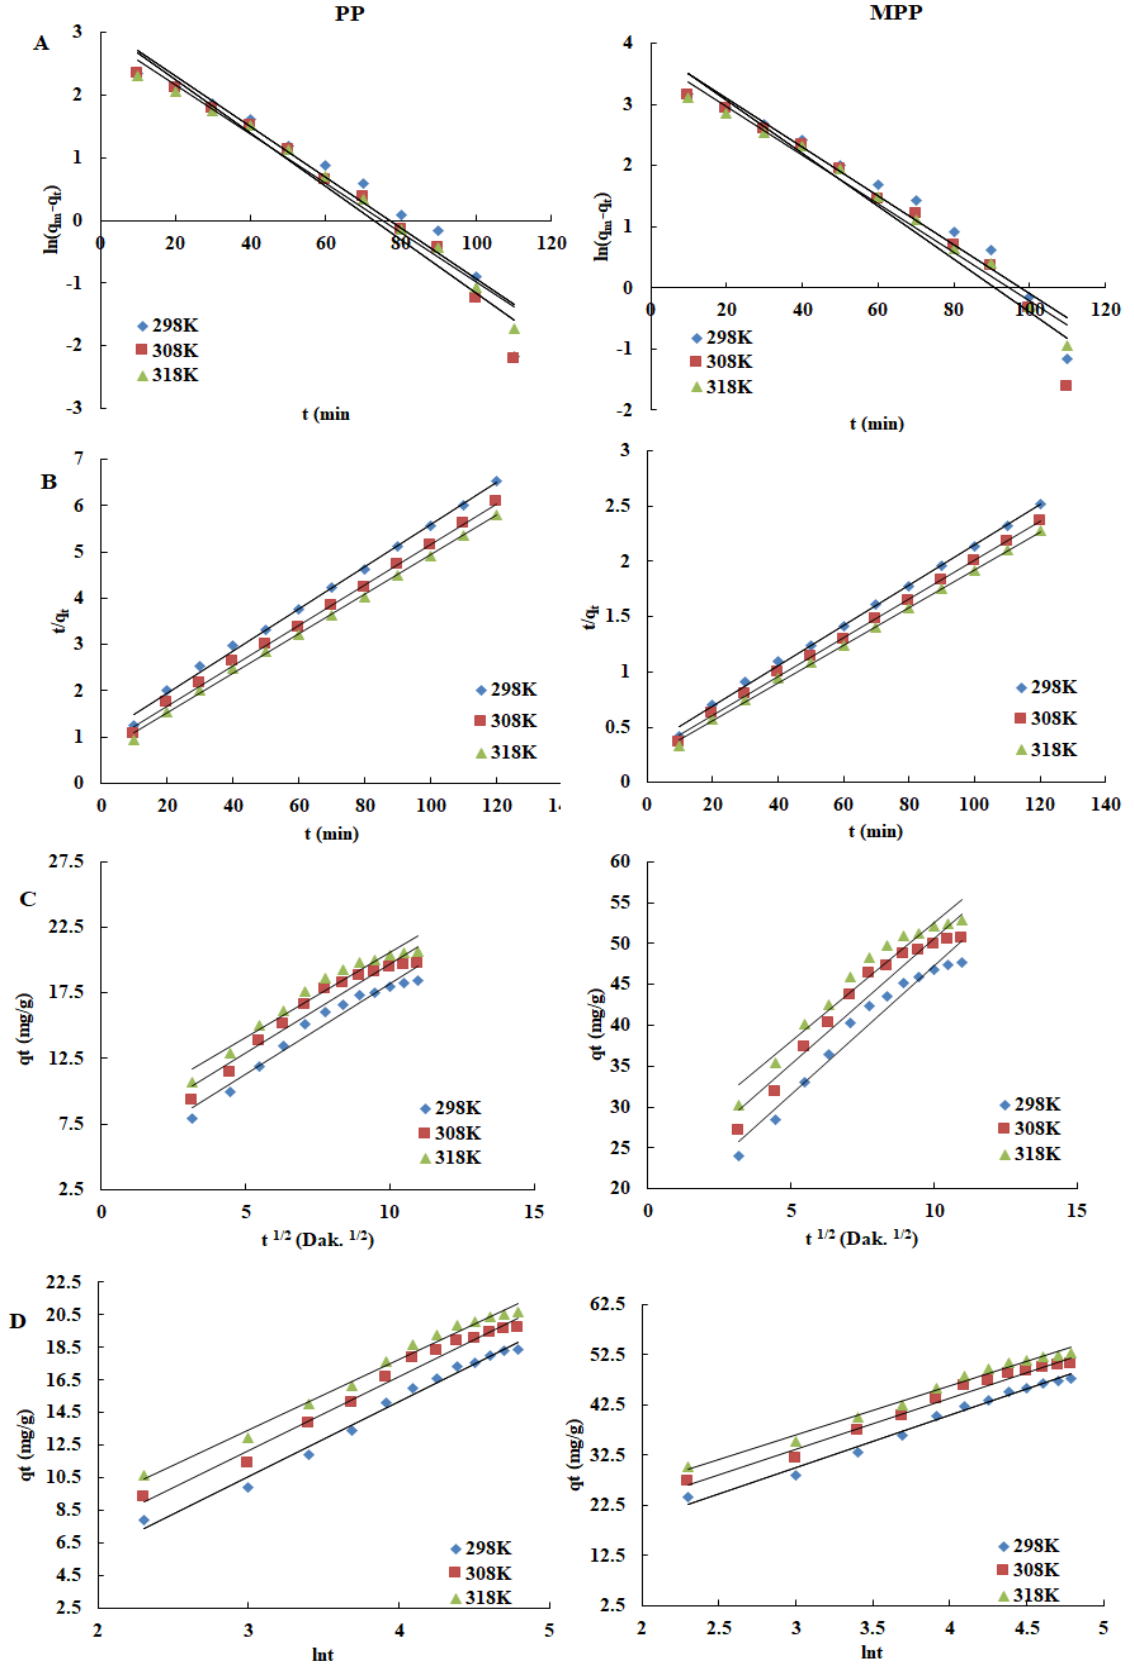 PP
MPP
A
3
2
1
0
-1
-2
-3
0
20
40
60
80
100
120
ln(qm-qt)
298K
308K
318K
t (min
4
3
2
1
0
-1
-2
0
20
40
60
80
100
120
ln(qm-qt)
298K
308K
318K
t (min)
B
7
6
5
4
3
2
1
0
t/qt
298K
308K
318K
0
20
40
60
80
100
120
14
t (min)
3
2.5
2
1.5
1
0.5
0
t/qt
298K
308K
318K
0
20
40
60
80
100
120
140
t (min)
C
27.5
22.5
17.5
12.5
7.5
2.5
qt (mg/g)
298K
308K
318K
0
5
10
15
t 1/2 (Dak. 1/2)
60
55
50
45
40
35
30
25
20
qt (mg/g)
298K
308K
318K
0
5
10
15
t 1/2 (Dak. 1/2)
D
22.5
20.5
18.5
16.5
14.5
12.5
10.5
8.5
6.5
4.5
2.5
qt (mg/g)
298K
308K
318K
2
3
4
5
lnt
62.5
52.5
42.5
32.5
22.5
12.5
2.5
qt (mg/g)
298K
308K
318K
2
2.5
3
3.5
4
4.5
5
lnt